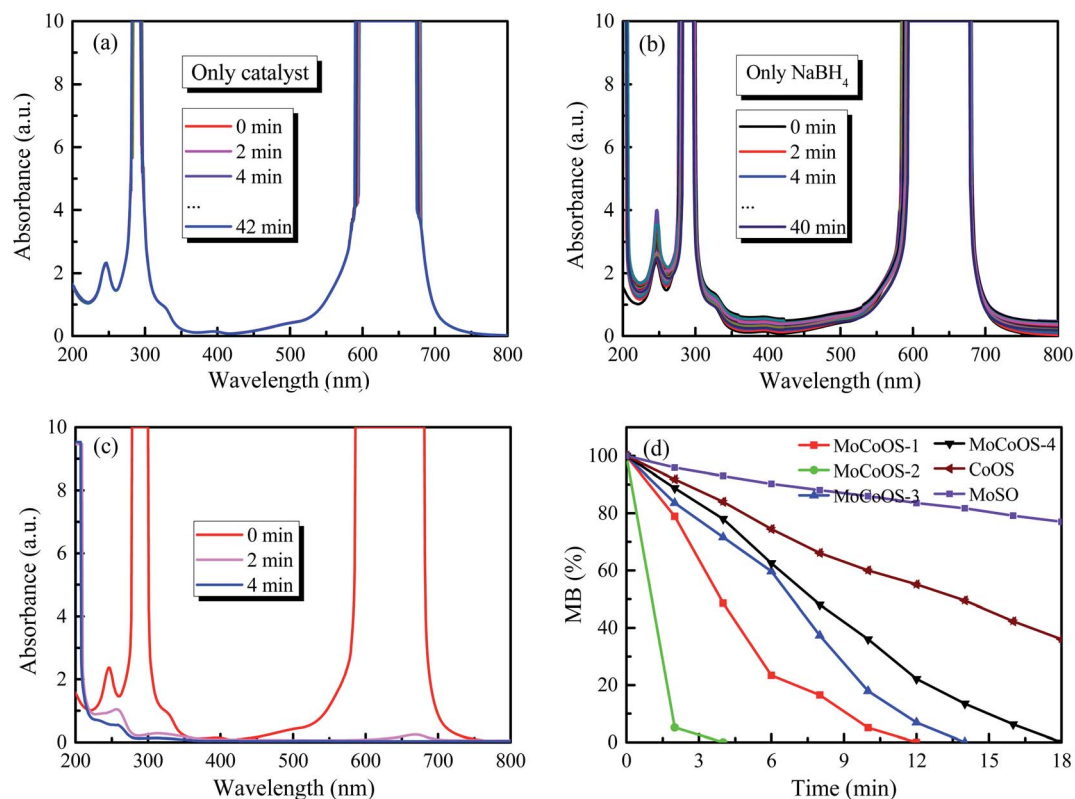 (a)
Only catalyst
0 min
2 min
4 min
...
42 min
Absorbance (a.u.)
10
8
6
4
2
0
200 300 400 500 600 700 800
Wavelength (nm)
(b)
Only NaBH4
0 min
2 min
4 min
...
40 min
Absorbance (a.u.)
10
8
6
4
2
0
200 300 400 500 600 700 800
Wavelength (nm)
(c)
0 min
2 min
4 min
Absorbance (a.u.)
10
8
6
4
2
0
200 300 400 500 600 700 800
Wavelength (nm)
(d)
MoCoOS-1
MoCoOS-2
MoCoOS-3
MoCoOS-4
CoOS
MoSO
MB (%)
100
80
60
40
20
0
0 3 6 9 12 15 18
Time (min)